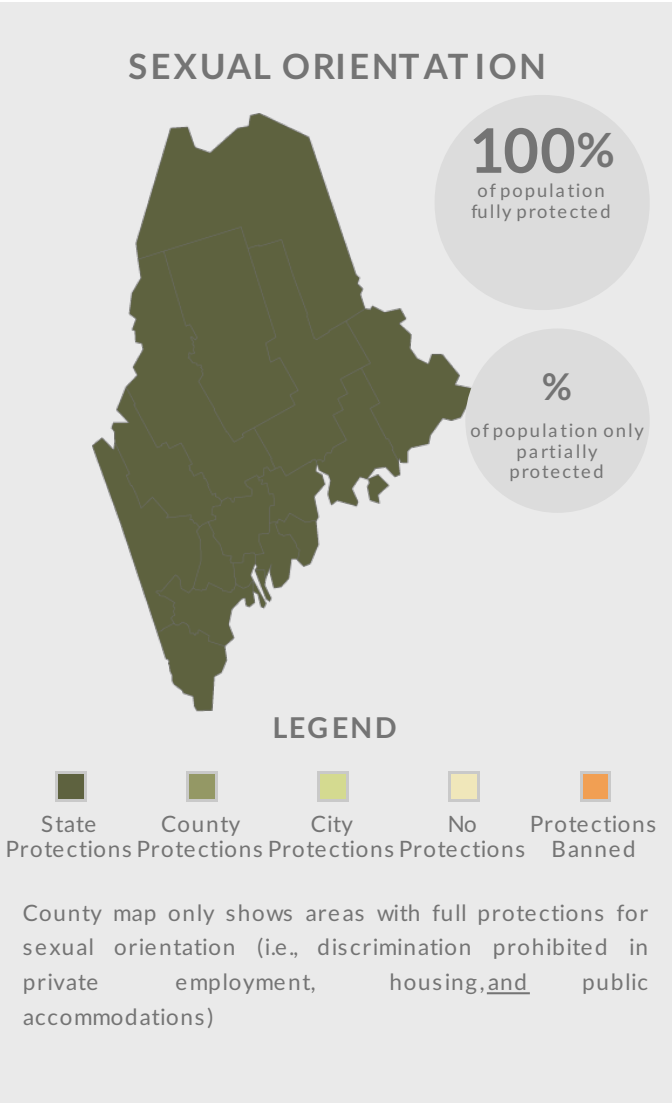 SEXUAL ORIENTATION
100%
of population
fully protected
%
of population only
partially
protected
LEGEND
State
Protections
County
Protections
City
Protections
No
Protections
Protections
Banned
County map only shows areas with full protections for
sexual orientation (i.e., discrimination prohibited in
private employment, housing,and public
accommodations)